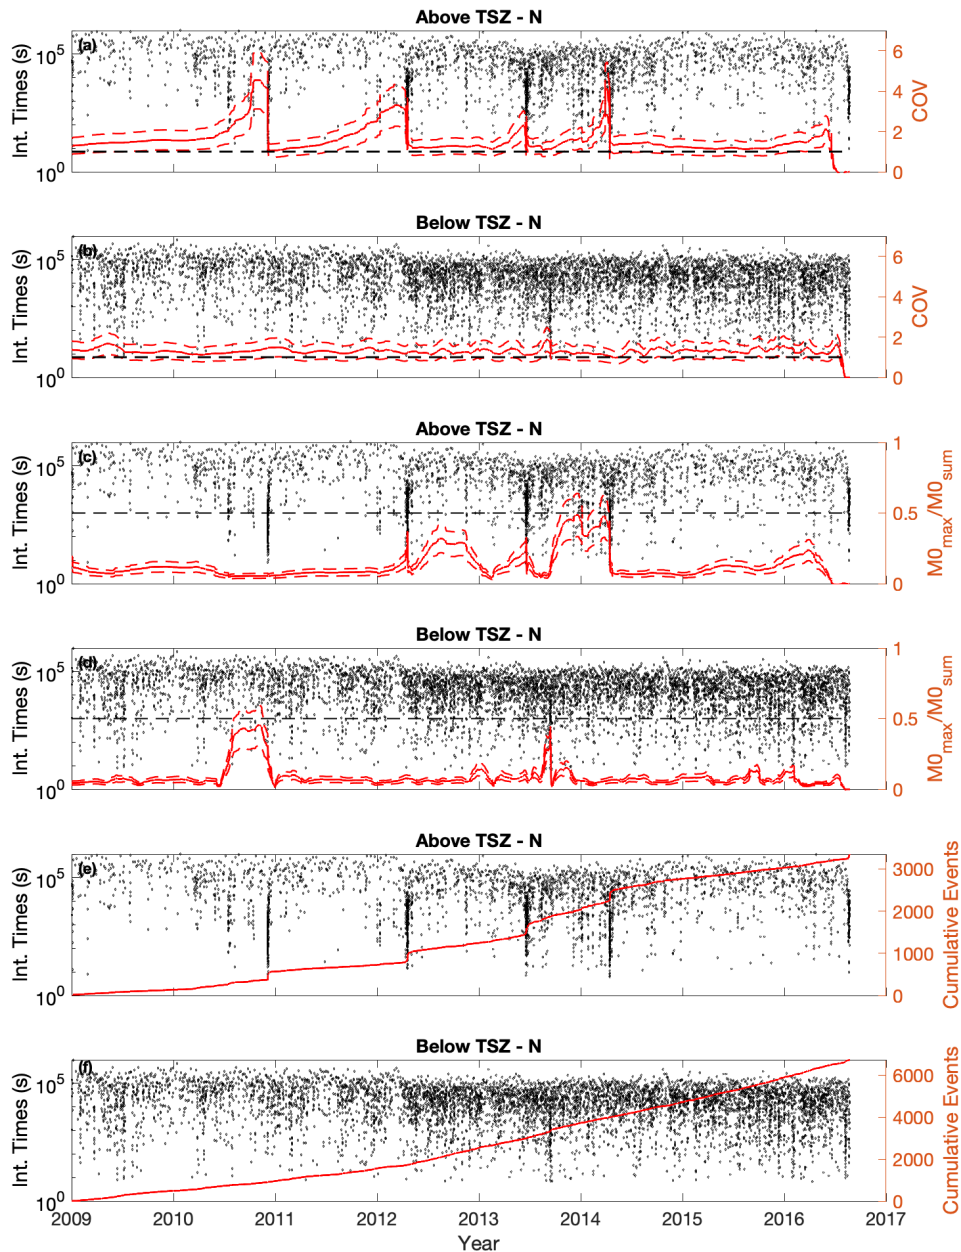 Above TSZ - N
(a)
Int. Times (s)
10^5
10^0
6
4
2
0
COV
Below TSZ - N
(b)
Int. Times (s)
10^5
10^0
6
4
2
0
COV
Above TSZ - N
(c)
Int. Times (s)
10^5
10^0
1
0.5
0
M0_max/M0_sum
Below TSZ - N
(d)
Int. Times (s)
10^5
10^0
1
0.5
0
M0_max/M0_sum
Above TSZ - N
(e)
Int. Times (s)
10^5
10^0
3000
2000
1000
0
Cumulative Events
Below TSZ - N
(f)
Int. Times (s)
10^5
10^0
6000
4000
2000
0
Cumulative Events
2009 2010 2011 2012 2013 2014 2015 2016 2017
Year